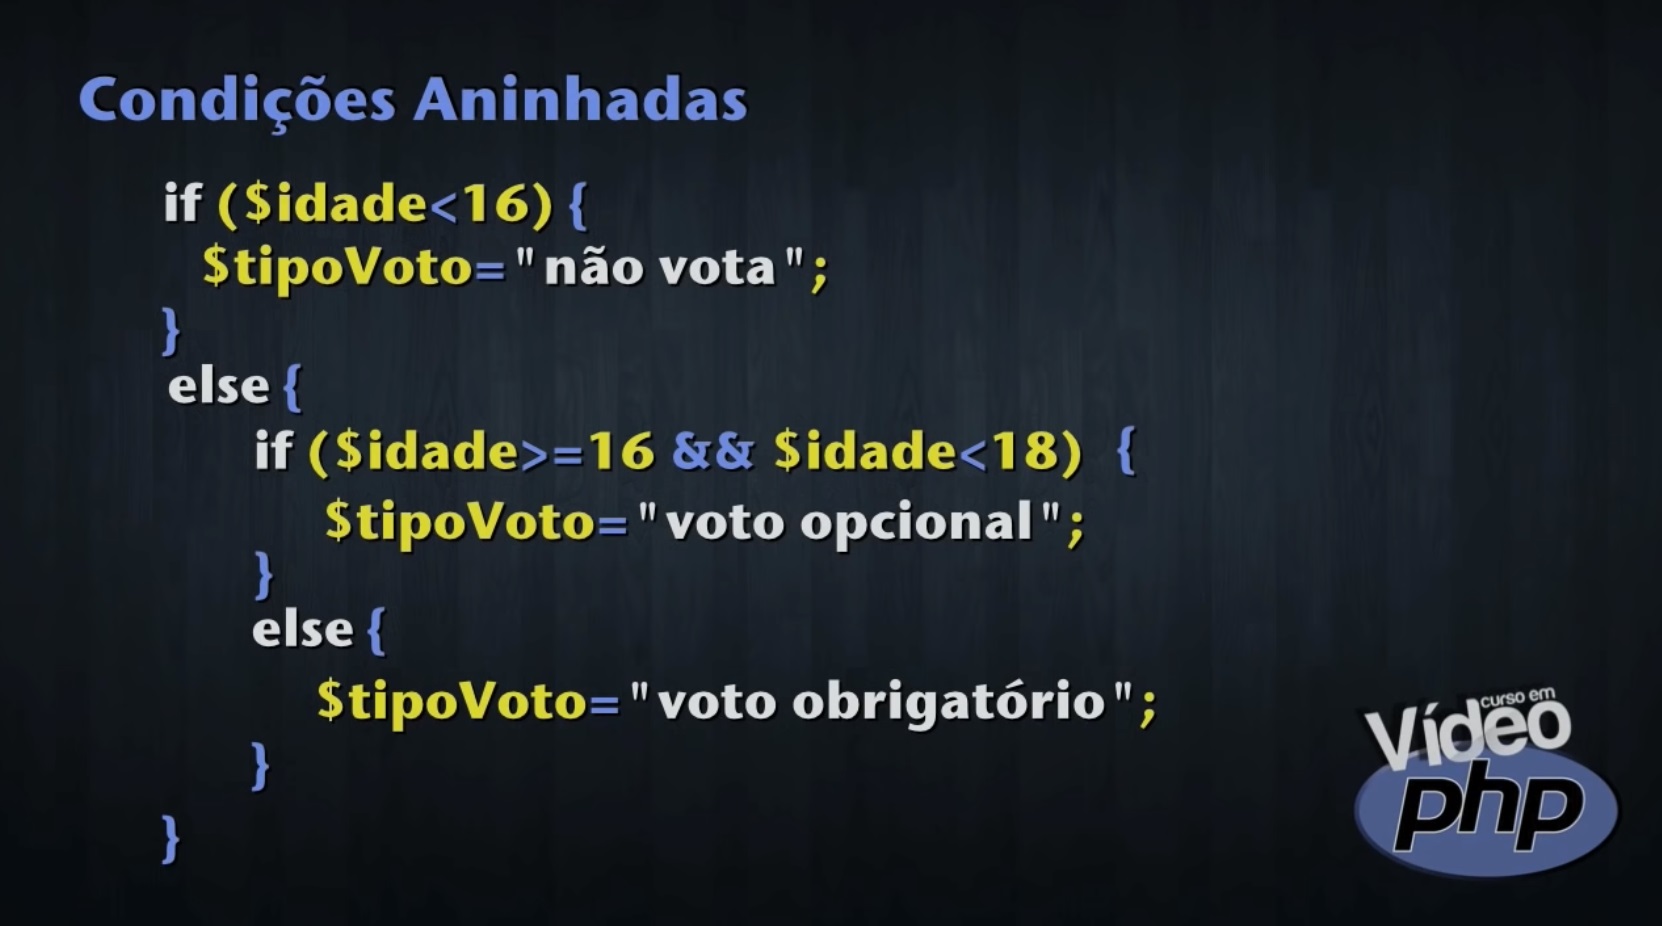 Condições Aninhadas
if ($idade<16) {
$tipoVoto="não vota";
}
else {
if ($idade>=16 && $idade<18) {
$tipoVoto="voto opcional";
}
else {
$tipoVoto="voto obrigatório";
}
}
curso em
Vídeo
php